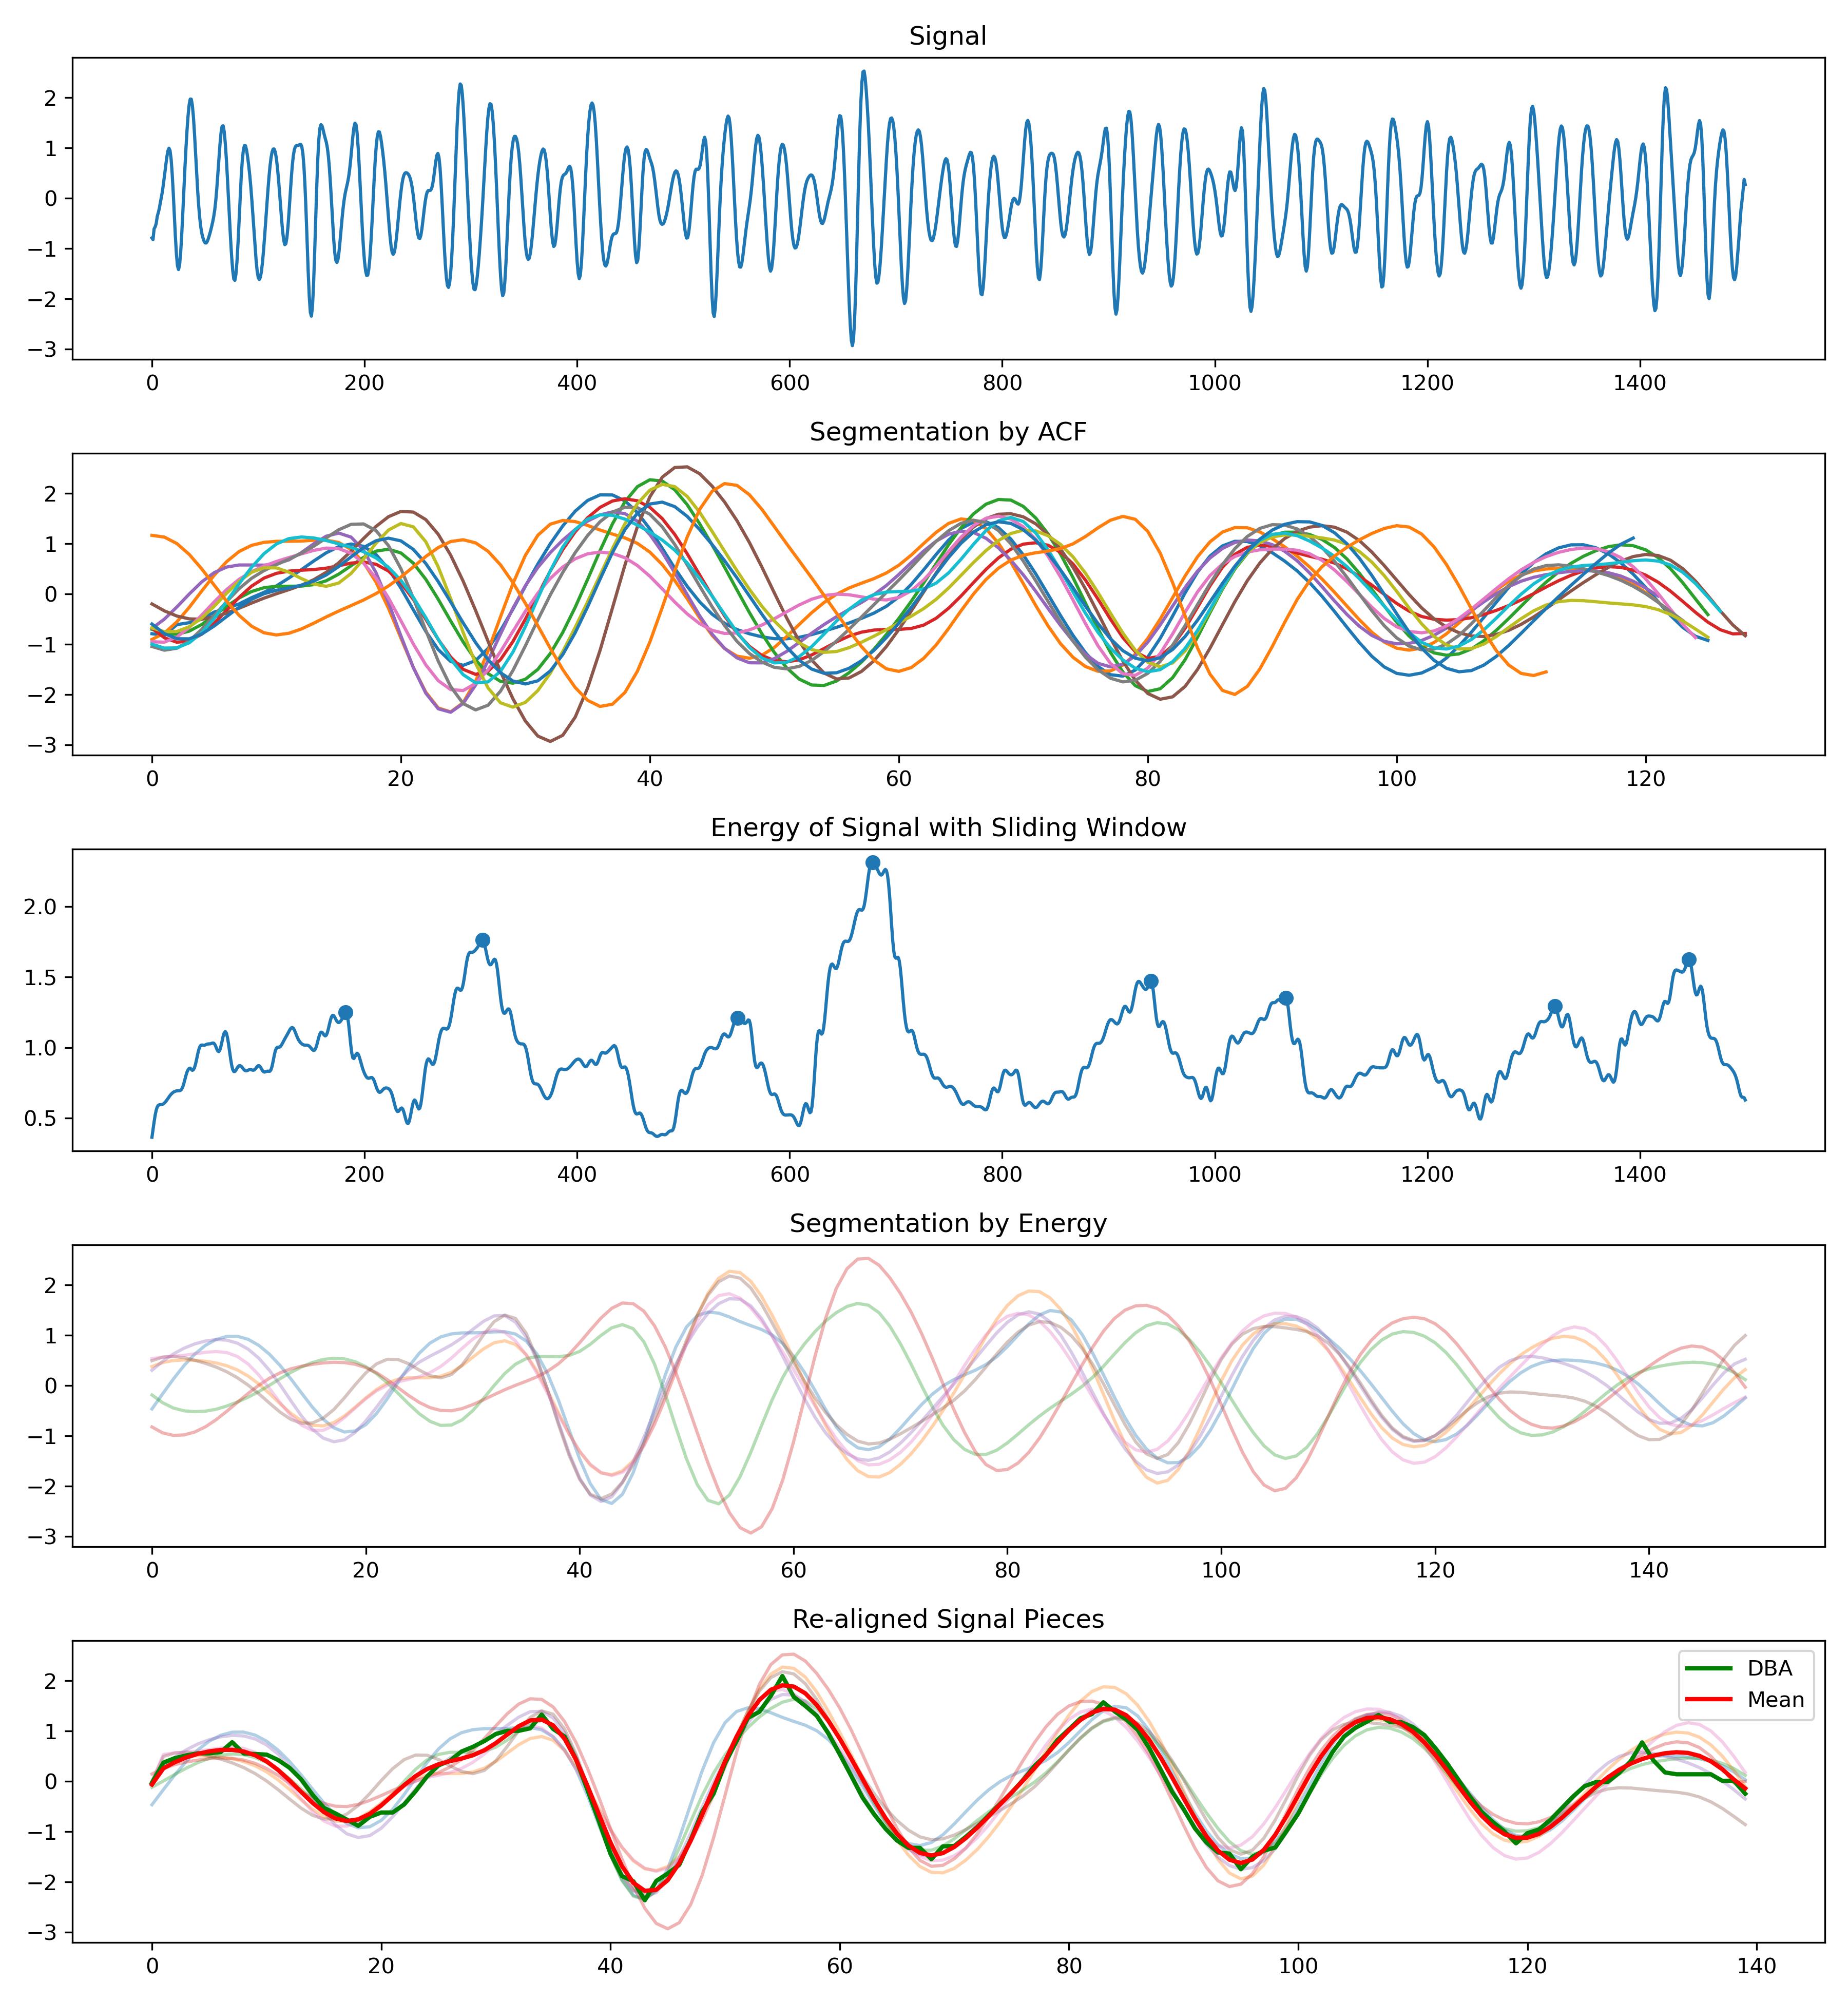 Signal
2
1
0
−1
−2
−3
0 200 400 600 800 1000 1200 1400
Segmentation by ACF
2
1
0
−1
−2
−3
0 20 40 60 80 100 120
Energy of Signal with Sliding Window
2.0
1.5
1.0
0.5
0 200 400 600 800 1000 1200 1400
Segmentation by Energy
2
1
0
−1
−2
−3
0 20 40 60 80 100 120 140
Re-aligned Signal Pieces
DBA
Mean
2
1
0
−1
−2
−3
0 20 40 60 80 100 120 140